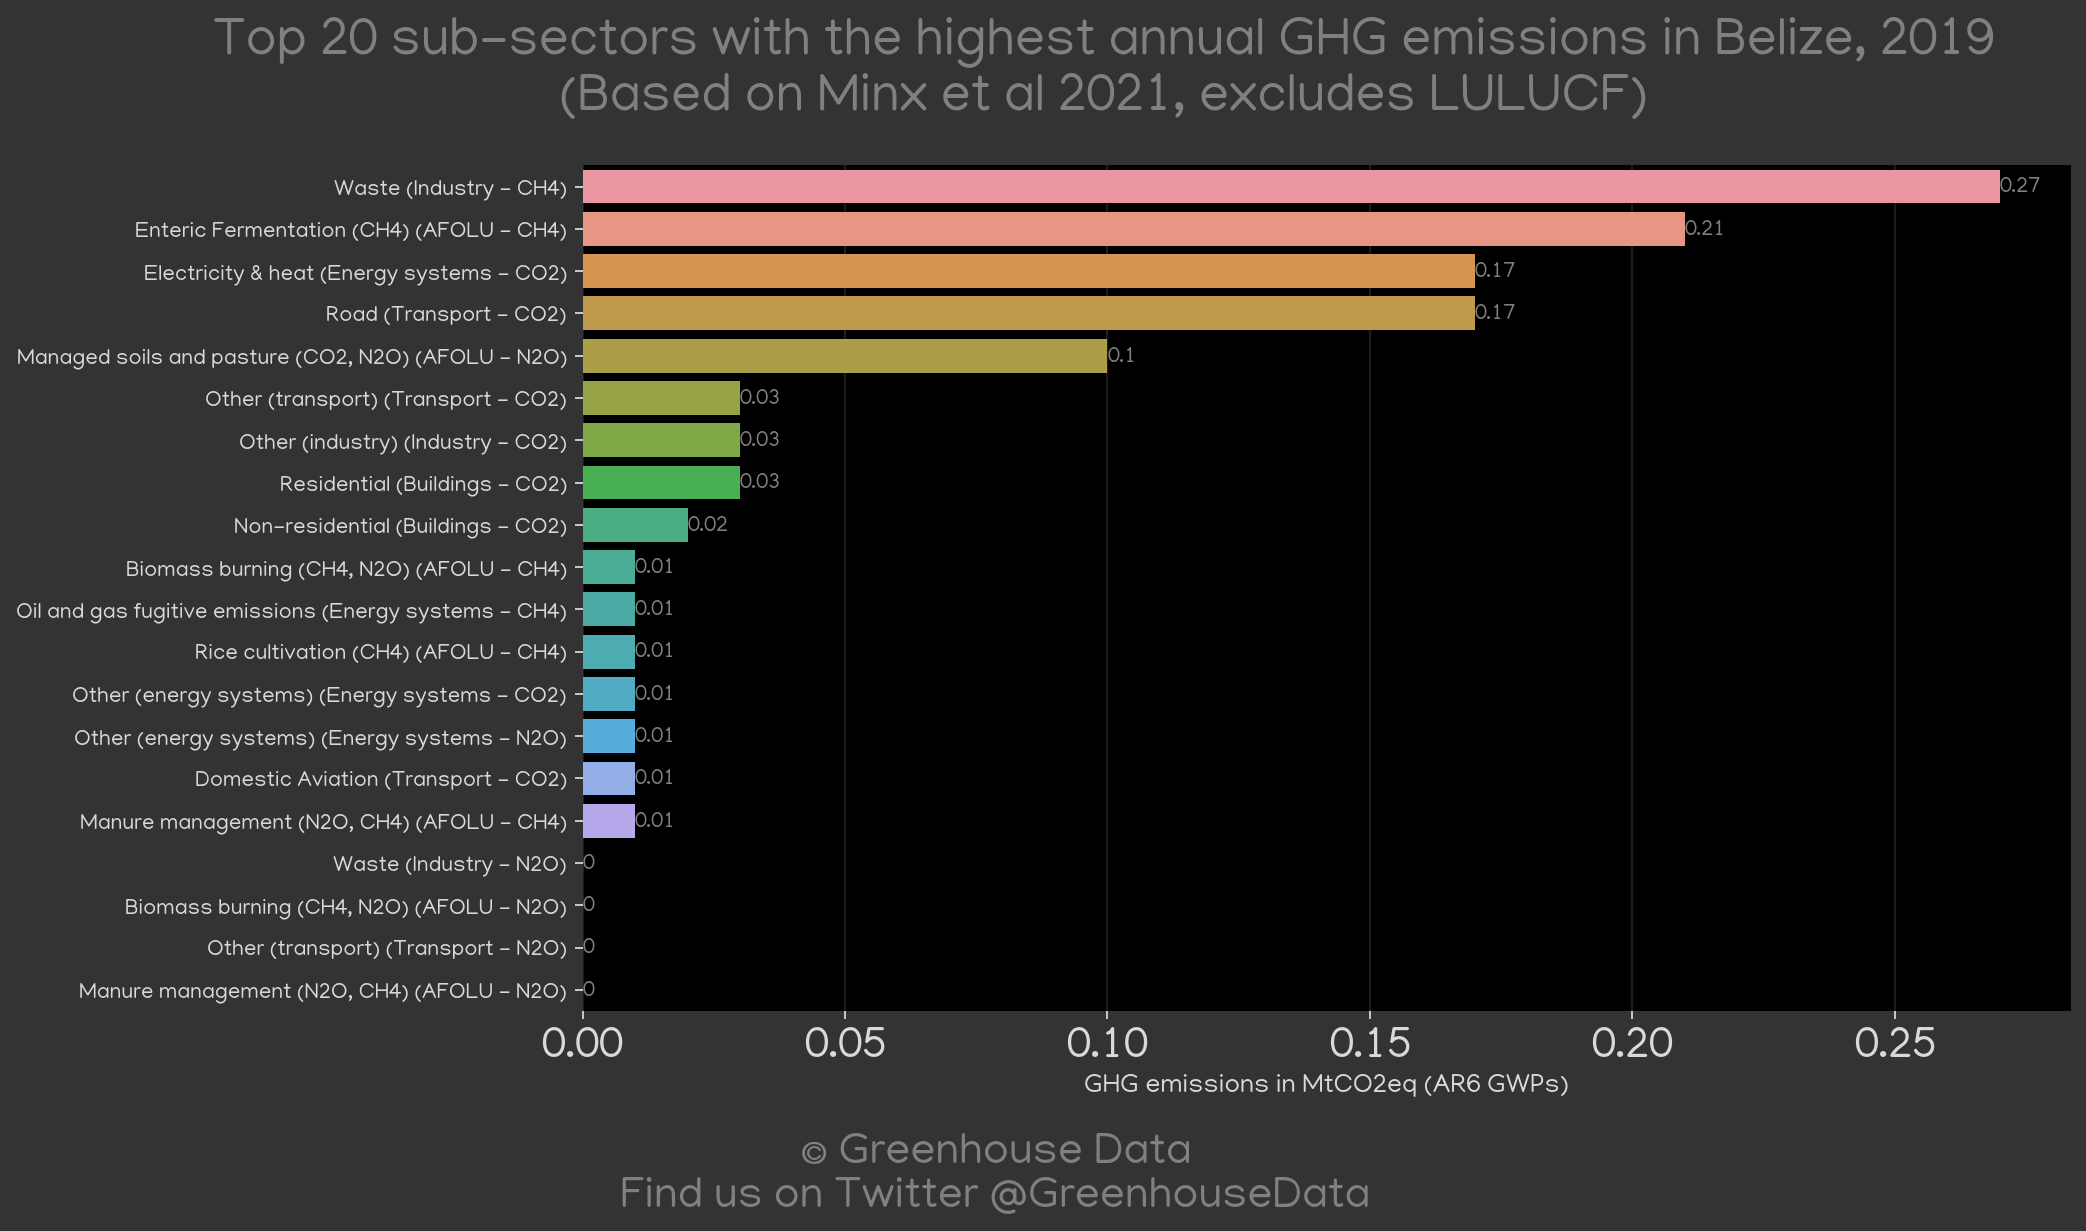 Top 20 sub-sectors with the highest annual GHG emissions in Belize, 2019
(Based on Minx et al 2021, excludes LULUCF)
Waste (Industry - CH4) 0.27
Enteric Fermentation (CH4) (AFOLU - CH4) 0.21
Electricity & heat (Energy systems - CO2) 0.17
Road (Transport - CO2) 0.17
Managed soils and pasture (CO2, N2O) (AFOLU - N2O) 0.1
Other (transport) (Transport - CO2) 0.03
Other (industry) (Industry - CO2) 0.03
Residential (Buildings - CO2) 0.03
Non-residential (Buildings - CO2) 0.02
Biomass burning (CH4, N2O) (AFOLU - CH4) 0.01
Oil and gas fugitive emissions (Energy systems - CH4) 0.01
Rice cultivation (CH4) (AFOLU - CH4) 0.01
Other (energy systems) (Energy systems - CO2) 0.01
Other (energy systems) (Energy systems - N2O) 0.01
Domestic Aviation (Transport - CO2) 0.01
Manure management (N2O, CH4) (AFOLU - CH4) 0.01
Waste (Industry - N2O) 0
Biomass burning (CH4, N2O) (AFOLU - N2O) 0
Other (transport) (Transport - N2O) 0
Manure management (N2O, CH4) (AFOLU - N2O) 0
0.00 0.05 0.10 0.15 0.20 0.25
GHG emissions in MtCO2eq (AR6 GWPs)
© Greenhouse Data
Find us on Twitter @GreenhouseData